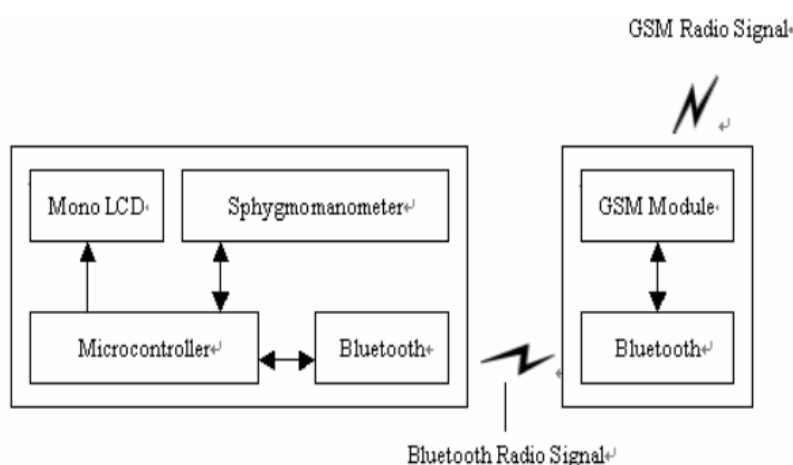 GSM Radio Signal
Mono LCD
Sphygmomanometer
GSM Module
Microcontroller
Bluetooth
Bluetooth
Bluetooth Radio Signal